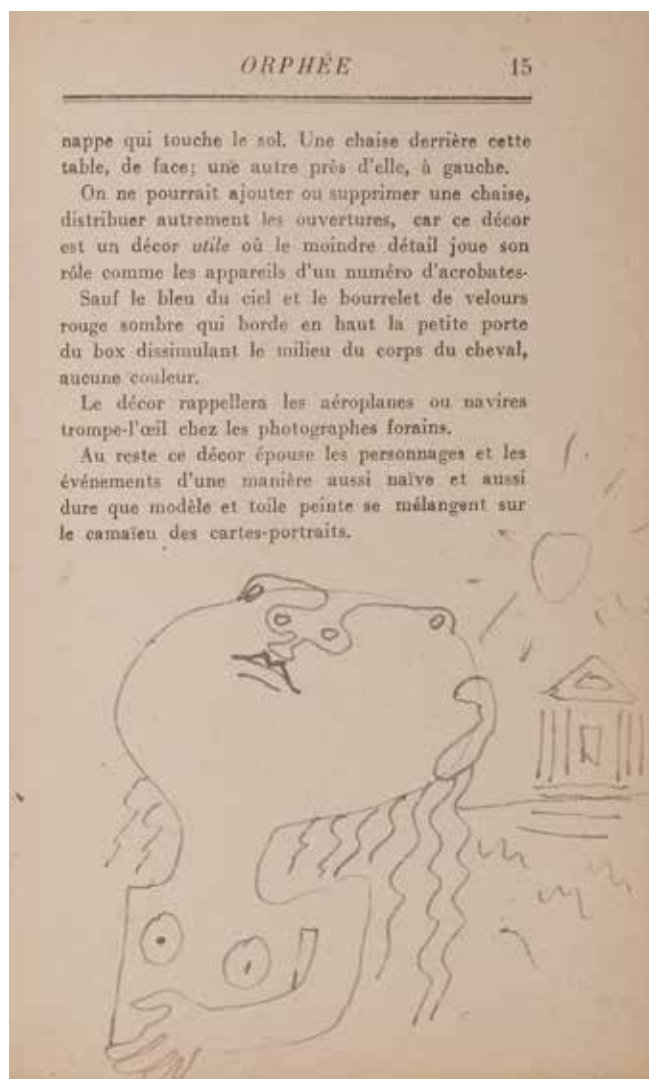 ORPHÉE 15
nappe qui touche le sol. Une chaise derrière cette
table, de face; une autre près d'elle, à gauche.
On ne pourrait ajouter ou supprimer une chaise,
distribuer autrement les ouvertures, car ce décor
est un décor utile où le moindre détail joue son
rôle comme les appareils d'un numéro d'acrobates-
Sauf le bleu du ciel et le bourrelet de velours
rouge sombre qui borde en haut la petite porte
du box dissimulant le milieu du corps du cheval,
aucune couleur.
Le décor rappellera les aéroplanes ou navires
trompe-l'œil chez les photographes forains.
Au reste ce décor épouse les personnages et les
événements d'une manière aussi naïve et aussi
dure que modèle et toile peinte se mélangent sur
le camaïeu des cartes-portraits.